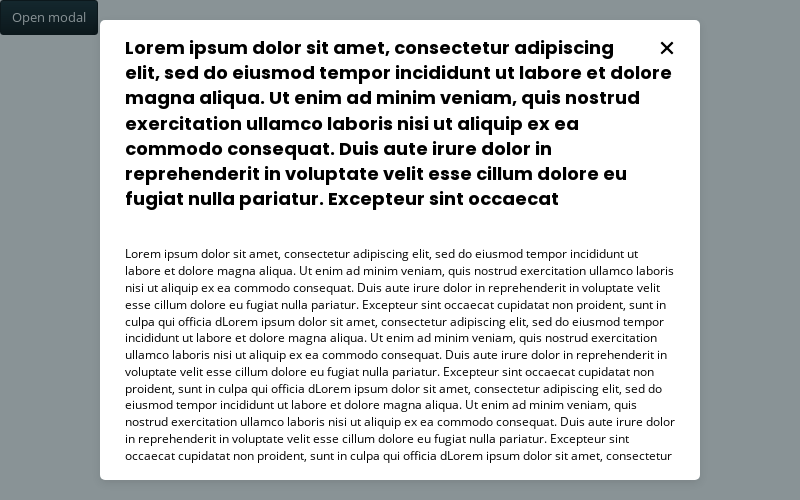 Open modal
Lorem ipsum dolor sit amet, consectetur adipiscing
elit, sed do eiusmod tempor incididunt ut labore et dolore
magna aliqua. Ut enim ad minim veniam, quis nostrud
exercitation ullamco laboris nisi ut aliquip ex ea
commodo consequat. Duis aute irure dolor in
reprehenderit in voluptate velit esse cillum dolore eu
fugiat nulla pariatur. Excepteur sint occaecat
Lorem ipsum dolor sit amet, consectetur adipiscing elit, sed do eiusmod tempor incididunt ut
labore et dolore magna aliqua. Ut enim ad minim veniam, quis nostrud exercitation ullamco laboris
nisi ut aliquip ex ea commodo consequat. Duis aute irure dolor in reprehenderit in voluptate velit
esse cillum dolore eu fugiat nulla pariatur. Excepteur sint occaecat cupidatat non proident, sunt in
culpa qui officia dLorem ipsum dolor sit amet, consectetur adipiscing elit, sed do eiusmod tempor
incididunt ut labore et dolore magna aliqua. Ut enim ad minim veniam, quis nostrud exercitation
ullamco laboris nisi ut aliquip ex ea commodo consequat. Duis aute irure dolor in reprehenderit in
voluptate velit esse cillum dolore eu fugiat nulla pariatur. Excepteur sint occaecat cupidatat non
proident, sunt in culpa qui officia dLorem ipsum dolor sit amet, consectetur adipiscing elit, sed do
eiusmod tempor incididunt ut labore et dolore magna aliqua. Ut enim ad minim veniam, quis
nostrud exercitation ullamco laboris nisi ut aliquip ex ea commodo consequat. Duis aute irure dolor
in reprehenderit in voluptate velit esse cillum dolore eu fugiat nulla pariatur. Excepteur sint
occaecat cupidatat non proident, sunt in culpa qui officia dLorem ipsum dolor sit amet, consectetur